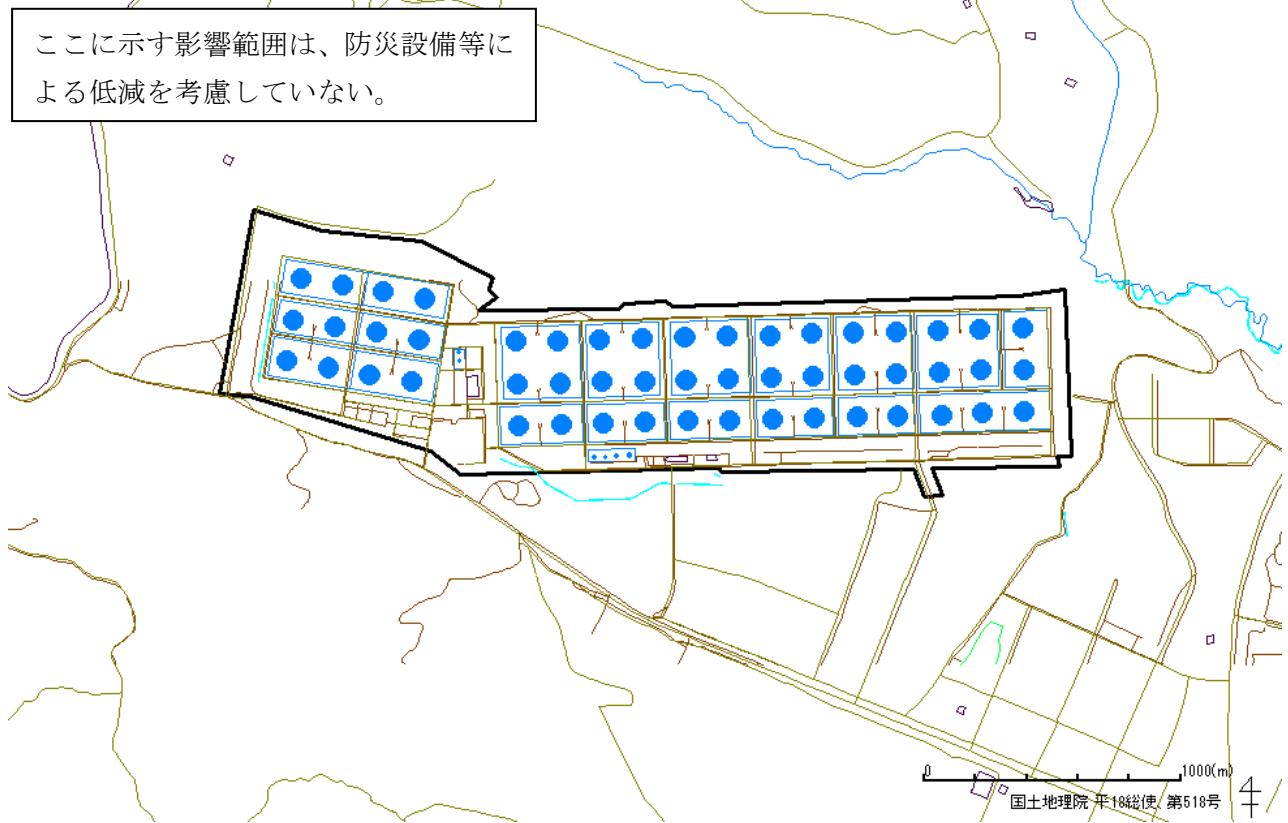 ここに示す影響範囲は、防災設備等に
よる低減を考慮していない。
0 1000(m)
国土地理院 平18総使、第518号